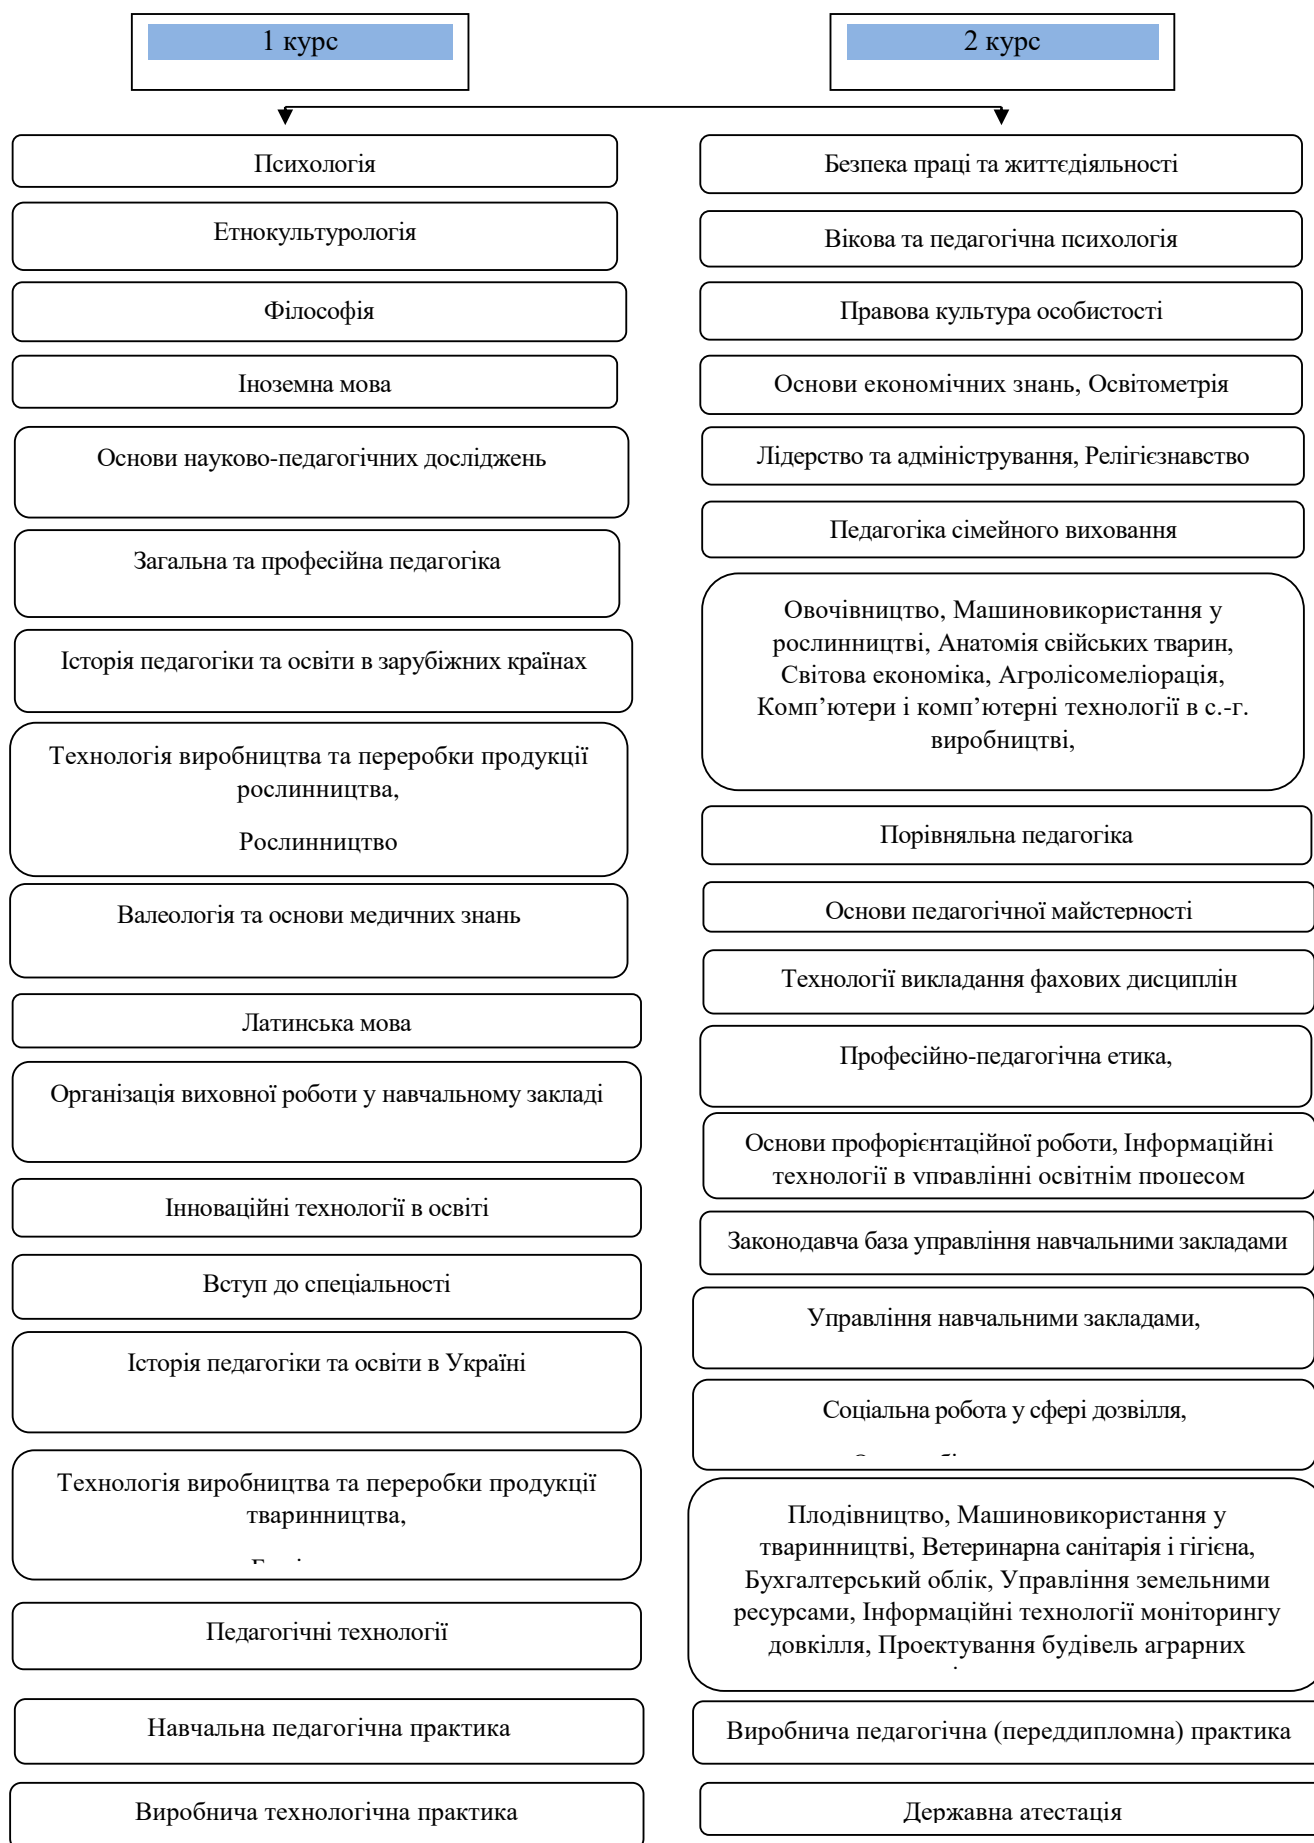 1 курс
2 курс
Психологія
Етнокультурологія
Філософія
Іноземна мова
Основи науково-педагогічних досліджень
Загальна та професійна педагогіка
Історія педагогіки та освіти в зарубіжних країнах
Технологія виробництва та переробки продукції
рослинництва,
Рослинництво
Валеологія та основи медичних знань
Латинська мова
Організація виховної роботи у навчальному закладі
Інноваційні технології в освіті
Вступ до спеціальності
Історія педагогіки та освіти в Україні
Технологія виробництва та переробки продукції
тваринництва,
Педагогічні технології
Навчальна педагогічна практика
Виробнича технологічна практика
Безпека праці та життєдіяльності
Вікова та педагогічна психологія
Правова культура особистості
Основи економічних знань, Освітометрія
Лідерство та адміністрування, Релігієзнавство
Педагогіка сімейного виховання
Овочівництво, Машиновикористання у
рослинництві, Анатомія свійських тварин,
Світова економіка, Агролісомеліорація,
Комп’ютери і комп’ютерні технології в с.-г.
виробництві,
Порівняльна педагогіка
Основи педагогічної майстерності
Технології викладання фахових дисциплін
Професійно-педагогічна етика,
Основи профорієнтаційної роботи, Інформаційні
технології в управлінні освітнім процесом
Законодавча база управління навчальними закладами
Управління навчальними закладами,
Соціальна робота у сфері дозвілля,
Плодівництво, Машиновикористання у
тваринництві, Ветеринарна санітарія і гігієна,
Бухгалтерський облік, Управління земельними
ресурсами, Інформаційні технології моніторингу
довкілля, Проектування будівель аграрних
Виробнича педагогічна (переддипломна) практика
Державна атестація